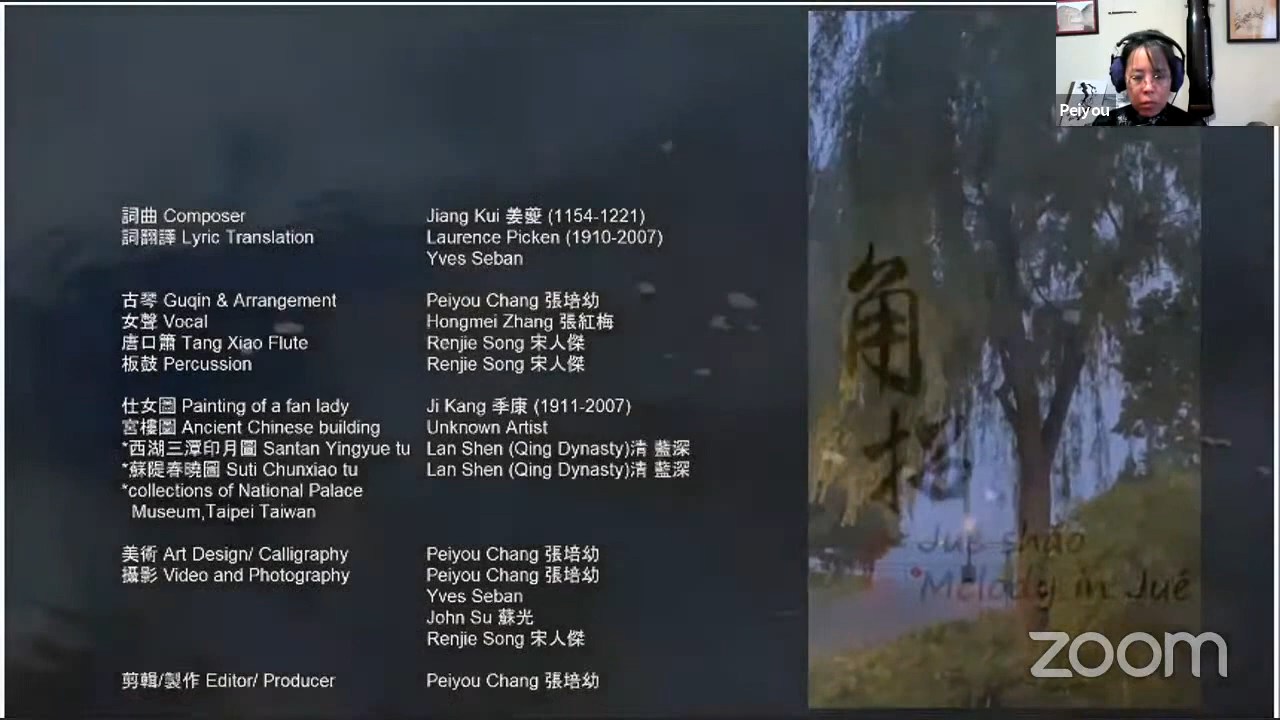 Peiyou
詞曲 Composer Jiang Kui 姜夔 (1154-1221)
詞翻譯 Lyric Translation Laurence Picken (1910-2007)
Yves Seban
古琴 Guqin & Arrangement Peiyou Chang 張培幼
女聲 Vocal Hongmei Zhang 張紅梅
唐口簫 Tang Xiao Flute Renjie Song 宋人傑
板鼓 Percussion Renjie Song 宋人傑
仕女圖 Painting of a fan lady Ji Kang 季康 (1911-2007)
宮樓圖 Ancient Chinese building Unknown Artist
*西湖三潭印月圖 Santan Yingyue tu Lan Shen (Qing Dynasty)清 藍深
*蘇隄春曉圖 Suti Chunxiao tu Lan Shen (Qing Dynasty)清 藍深
*collections of National Palace
Museum,Taipei Taiwan
美術 Art Design/ Calligraphy Peiyou Chang 張培幼
攝影 Video and Photography Peiyou Chang 張培幼
Yves Seban
John Su 蘇光
Renjie Song 宋人傑
剪輯/製作 Editor/ Producer Peiyou Chang 張培幼
角招
Jué shao
"Melody in Jué
zoom